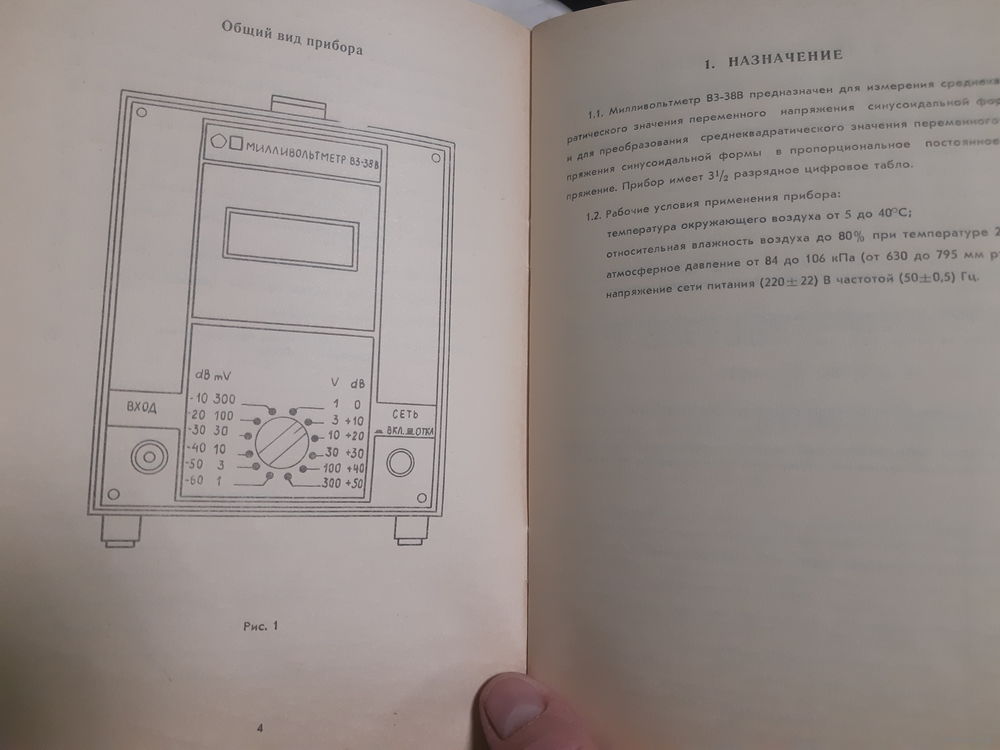 Общий вид прибора
МИЛЛИВОЛЬТМЕТР В3-38В
dB mV
V dB
-10 300
1 0
-20 100
3 +10
-30 30
10 +20
-40 10
30 +30
-50 3
100 +40
-60 1
300 +50
ВХОД
СЕТЬ
ВКЛ. ОТКЛ
Рис. 1
4
1. НАЗНАЧЕНИЕ
1.1. Милливольтметр В3-38В предназначен для измерения среднеква
ратического значения переменного напряжения синусоидальной фор
и для преобразования среднеквадратического значения переменного
пряжения синусоидальной формы в пропорциональное постоянное
пряжение. Прибор имеет 3½ разрядное цифровое табло.
1.2. Рабочие условия применения прибора:
температура окружающего воздуха от 5 до 40°С;
относительная влажность воздуха до 80% при температуре 2
атмосферное давление от 84 до 106 кПа (от 630 до 795 мм р
напряжение сети питания (220±22) В частотой (50±0,5) Гц.